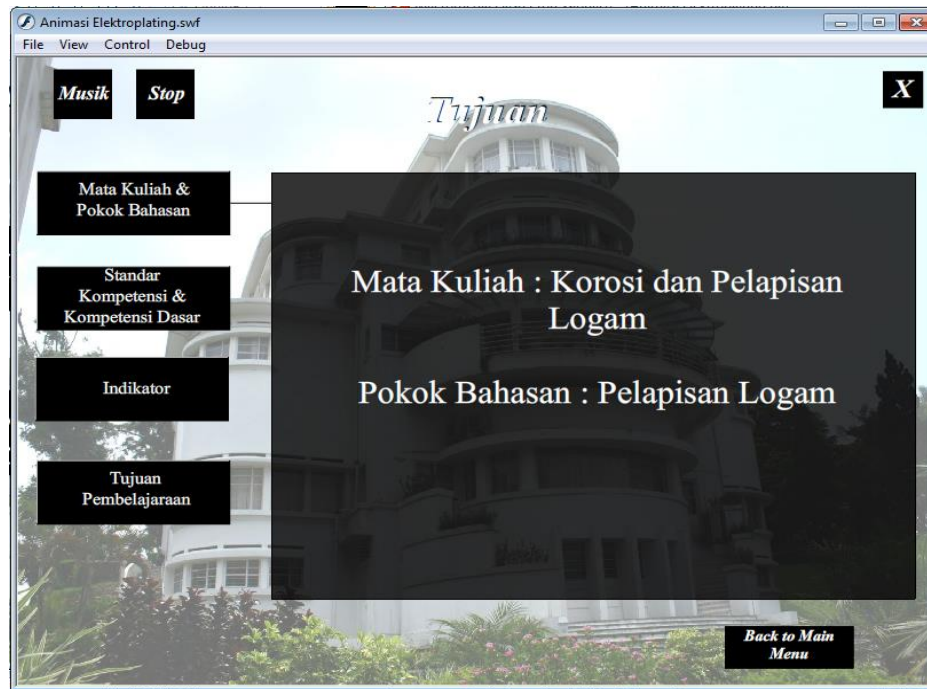 Animasi Elektroplating.swf
File View Control Debug
Musik
Stop
X
Tujuan
Mata Kuliah &
Pokok Bahasan
Standar
Kompetensi &
Kompetensi Dasar
Indikator
Tujuan
Pembelajaraan
Mata Kuliah : Korosi dan Pelapisan
Logam
Pokok Bahasan : Pelapisan Logam
Back to Main
Menu